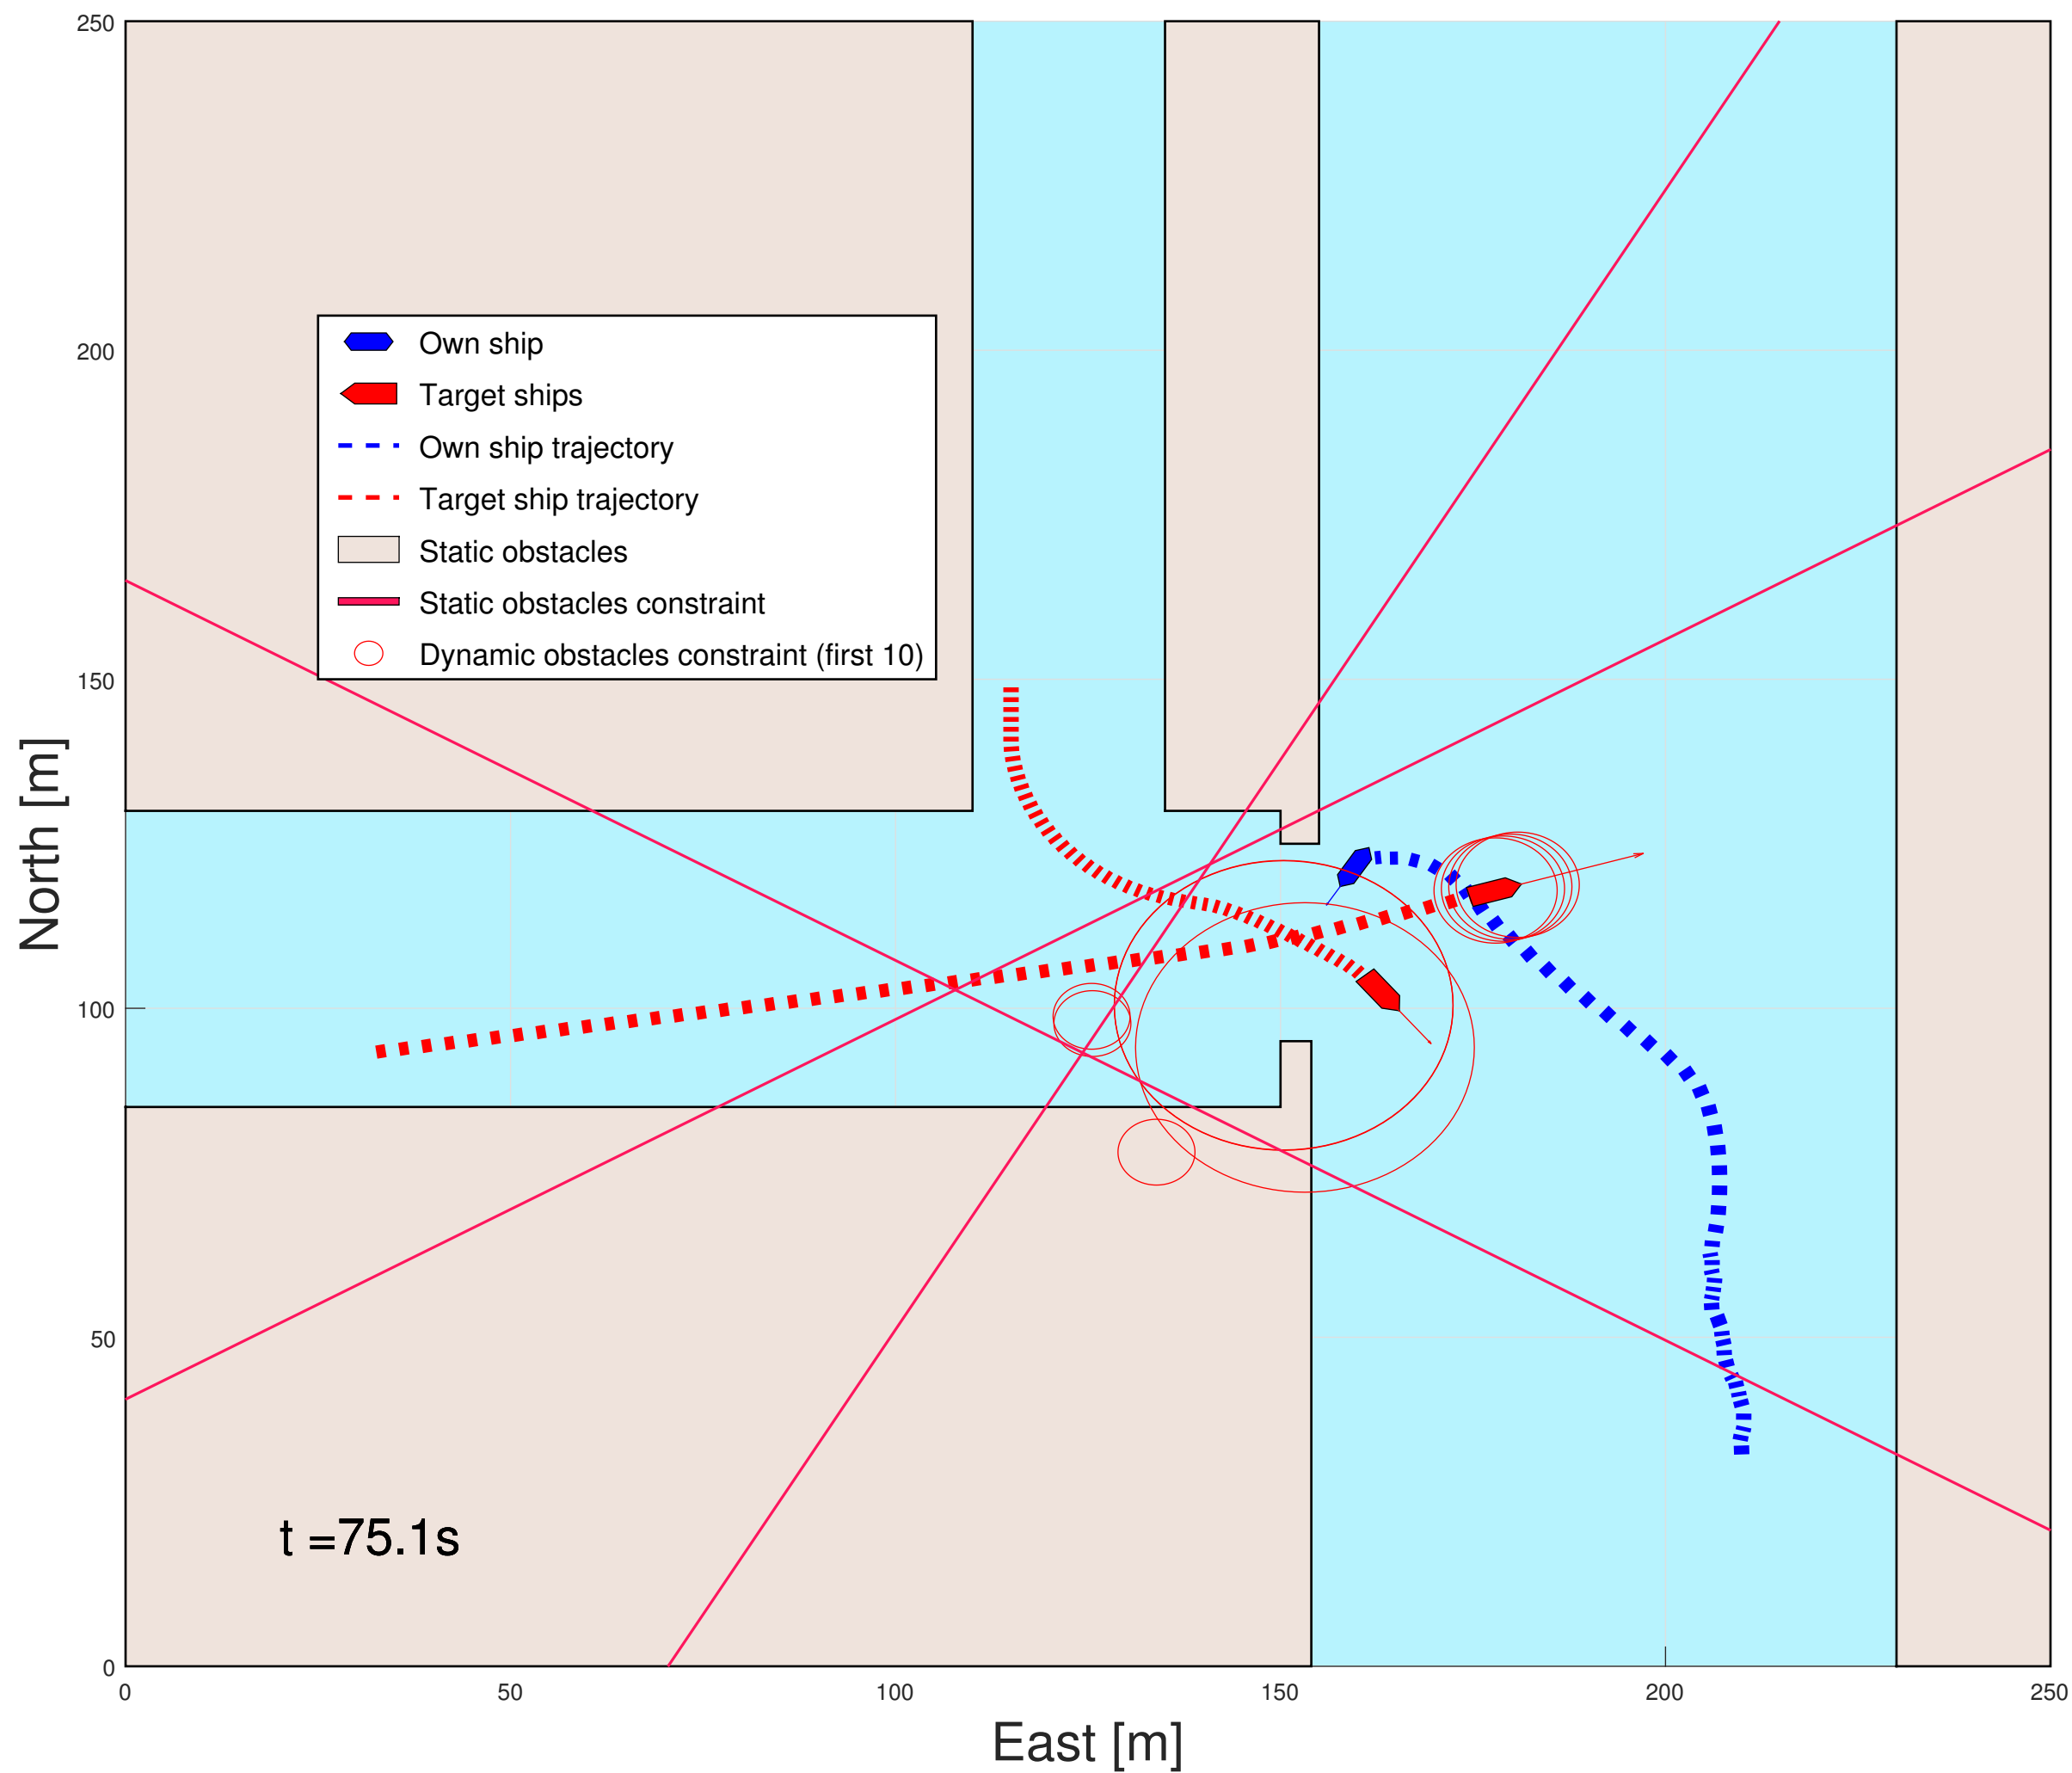 250
200
150
100
50
0
North [m]
Own ship
Target ships
Own ship trajectory
Target ship trajectory
Static obstacles
Static obstacles constraint
Dynamic obstacles constraint (first 10)
t =75.1s
0
50
100
150
200
250
East [m]